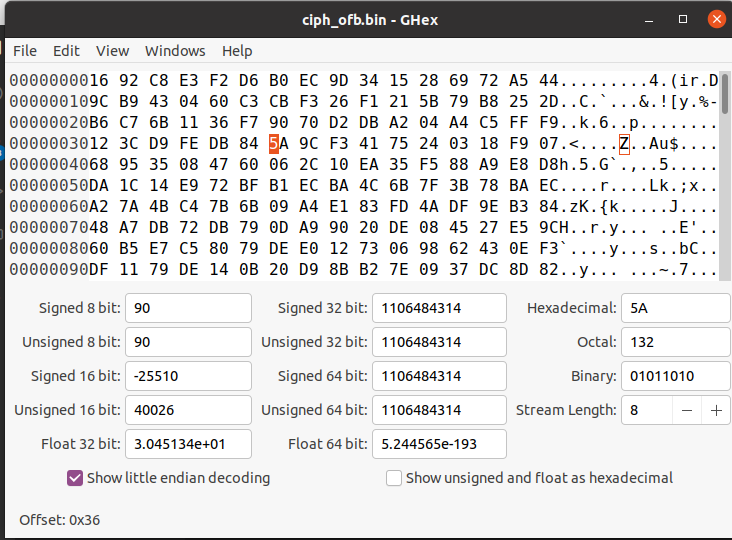 ciph_ofb.bin - GHex
File Edit View Windows Help
0000000016 92 C8 E3 F2 D6 B0 EC 9D 34 15 28 69 72 A5 44.........4.(ir.D
000000109C B9 43 04 60 C3 CB F3 26 F1 21 5B 79 B8 25 2D..C.`...&.![y.%-
00000020B6 C7 6B 11 36 F7 90 70 D2 DB A2 04 A4 C5 FF F9..k.6..p........
0000003012 3C D9 FE DB 84 5A 9C F3 41 75 24 03 18 F9 07.<....Z..Au$....
0000004068 95 35 08 47 60 06 2C 10 EA 35 F5 88 A9 E8 D8h.5.G`.,..5.....
00000050DA 1C 14 E9 72 BF B1 EC BA 4C 6B 7F 3B 78 BA EC....r....Lk.;x..
00000060A2 7A 4B C4 7B 6B 09 A4 E1 83 FD 4A DF 9E B3 84.zK.{k.....J....
0000007048 A7 DB 72 DB 79 0D A9 90 20 DE 08 45 27 E5 9CH..r.y... ..E'..
0000008060 B5 E7 C5 80 79 DE E0 12 73 06 98 62 43 0E F3`....y...s..bC..
00000090DF 11 79 DE 14 0B 20 D9 8B B2 7E 09 37 DC 8D 82..y... ...~.7...
Signed 8 bit: 90 Signed 32 bit: 1106484314 Hexadecimal: 5A
Unsigned 8 bit: 90 Unsigned 32 bit: 1106484314 Octal: 132
Signed 16 bit: -25510 Signed 64 bit: 1106484314 Binary: 01011010
Unsigned 16 bit: 40026 Unsigned 64 bit: 1106484314 Stream Length: 8
Float 32 bit: 3.045134e+01 Float 64 bit: 5.244565e-193
Show little endian decoding Show unsigned and float as hexadecimal
Offset: 0x36